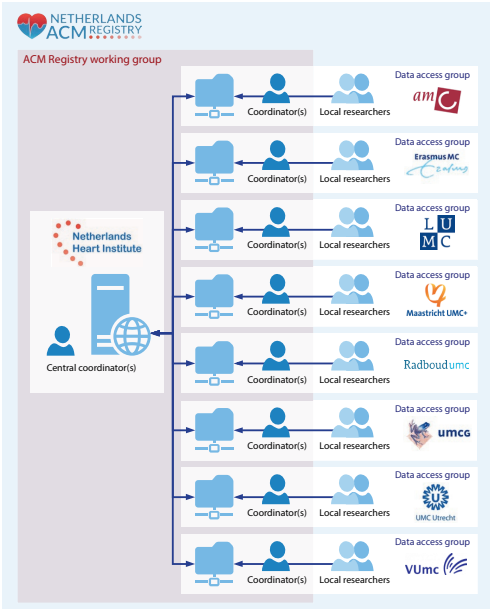 NETHERLANDS
ACM REGISTRY
ACM Registry working group
Data access group
amC
Coordinator(s)
Local researchers
Data access group
Erasmus MC
Erasmus
Coordinator(s)
Local researchers
Data access group
L U
M C
Coordinator(s)
Local researchers
Netherlands
Heart Institute
Central coordinator(s)
Data access group
Maastricht UMC+
Coordinator(s)
Local researchers
Data access group
Radboudumc
Coordinator(s)
Local researchers
Data access group
umcg
Coordinator(s)
Local researchers
Data access group
U
UMC Utrecht
Coordinator(s)
Local researchers
Data access group
VUmc
Coordinator(s)
Local researchers